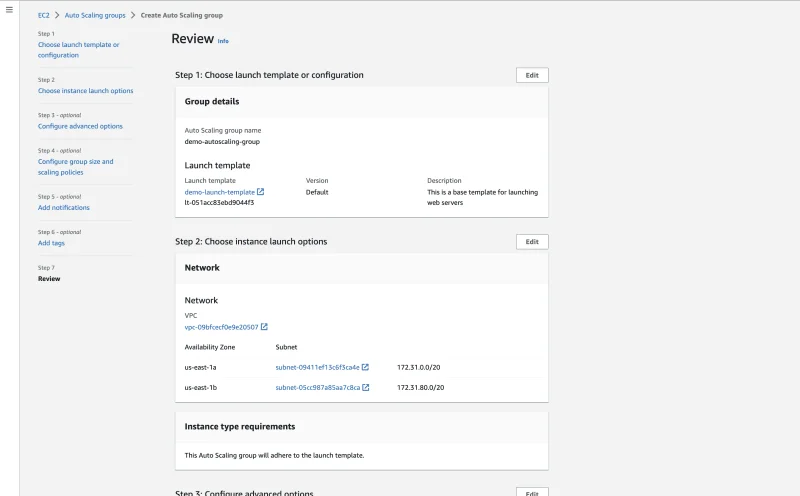 EC2 > Auto Scaling groups > Create Auto Scaling group
Step 1
Choose launch template or
configuration
Step 2
Choose instance launch options
Step 3 - optional
Configure advanced options
Step 4 - optional
Configure group size and
scaling policies
Step 5 - optional
Add notifications
Step 6 - optional
Add tags
Step 7
Review
Review Info
Step 1: Choose launch template or configuration Edit
Group details
Auto Scaling group name
demo-autoscaling-group
Launch template
Launch template Version Description
demo-launch-template Default This is a base template for launching
lt-051acc83ebd9044f3 web servers
Step 2: Choose instance launch options Edit
Network
Network
VPC
vpc-09bfcecf0e9e20507
Availability Zone Subnet
us-east-1a subnet-09411ef13c6f3ca4e 172.31.0.0/20
us-east-1b subnet-05cc987a85aa7c8ca 172.31.80.0/20
Instance type requirements
This Auto Scaling group will adhere to the launch template.
Step 3: Configure advanced options Edit